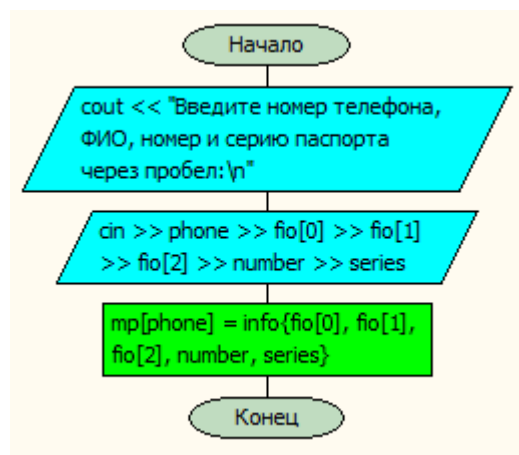 Начало
cout << "Введите номер телефона,
ФИО, номер и серию паспорта
через пробел:\n"
cin >> phone >> fio[0] >> fio[1]
>> fio[2] >> number >> series
mp[phone] = info{fio[0], fio[1],
fio[2], number, series}
Конец